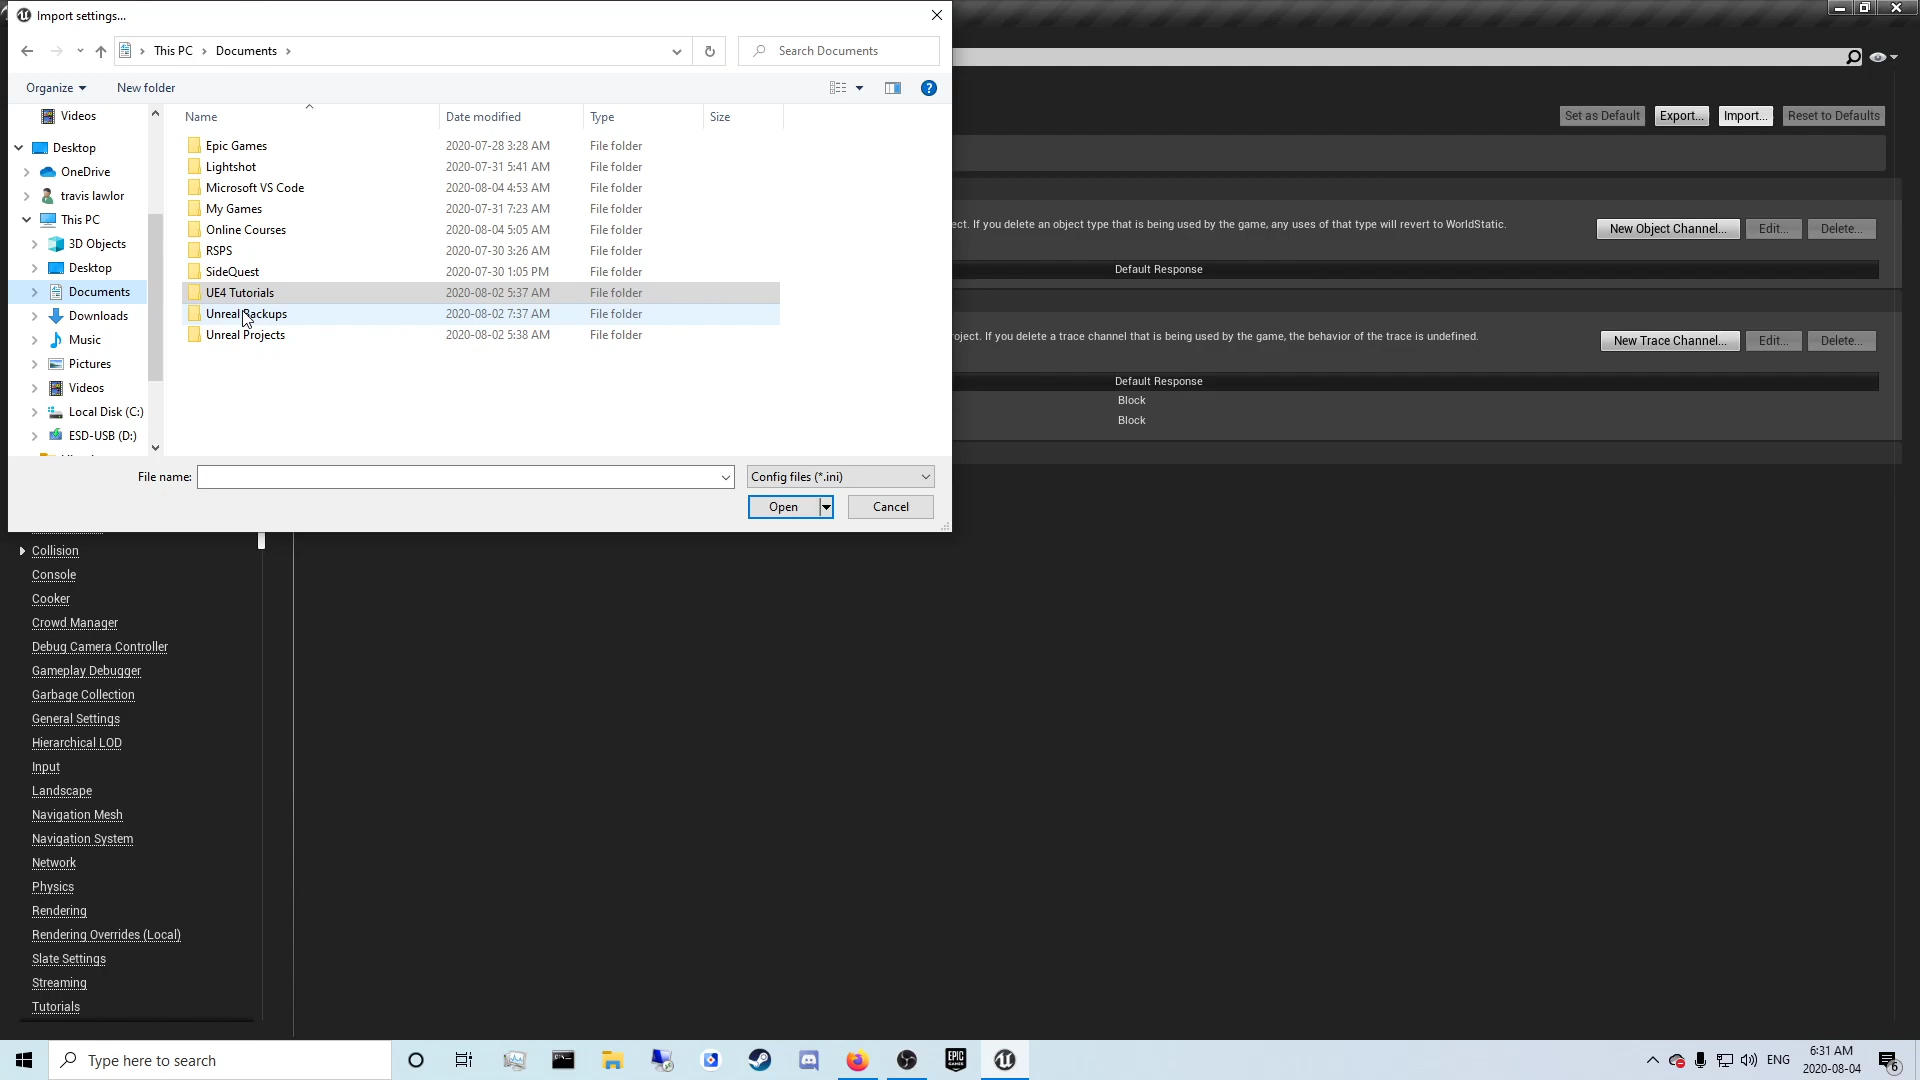 Import settings...
This PC > Documents >
Search Documents
Organize
New folder
Name
Date modified
Type
Size
Videos
Desktop
OneDrive
travis lawlor
This PC
3D Objects
Desktop
Documents
Downloads
Music
Pictures
Videos
Local Disk (C:)
ESD-USB (D:)
Epic Games 2020-07-28 3:28 AM File folder
Lightshot 2020-07-31 5:41 AM File folder
Microsoft VS Code 2020-08-04 4:53 AM File folder
My Games 2020-07-31 7:23 AM File folder
Online Courses 2020-08-04 5:05 AM File folder
RSPS 2020-07-30 3:26 AM File folder
SideQuest 2020-07-30 1:05 PM File folder
UE4 Tutorials 2020-08-02 5:37 AM File folder
Unreal Backups 2020-08-02 7:37 AM File folder
Unreal Projects 2020-08-02 5:38 AM File folder
File name:
Config files (*.ini)
Open
Cancel
Set as Default
Export...
Import...
Reset to Defaults
ect. If you delete an object type that is being used by the game, any uses of that type will revert to WorldStatic.
New Object Channel...
Edit...
Delete...
Default Response
oject. If you delete a trace channel that is being used by the game, the behavior of the trace is undefined.
New Trace Channel...
Edit...
Delete...
Default Response
Block
Block
Collision
Console
Cooker
Crowd Manager
Debug Camera Controller
Gameplay Debugger
Garbage Collection
General Settings
Hierarchical LOD
Input
Landscape
Navigation Mesh
Navigation System
Network
Physics
Rendering
Rendering Overrides (Local)
Slate Settings
Streaming
Tutorials
Type here to search
EPIC GAMES
ENG
6:31 AM
2020-08-04
6